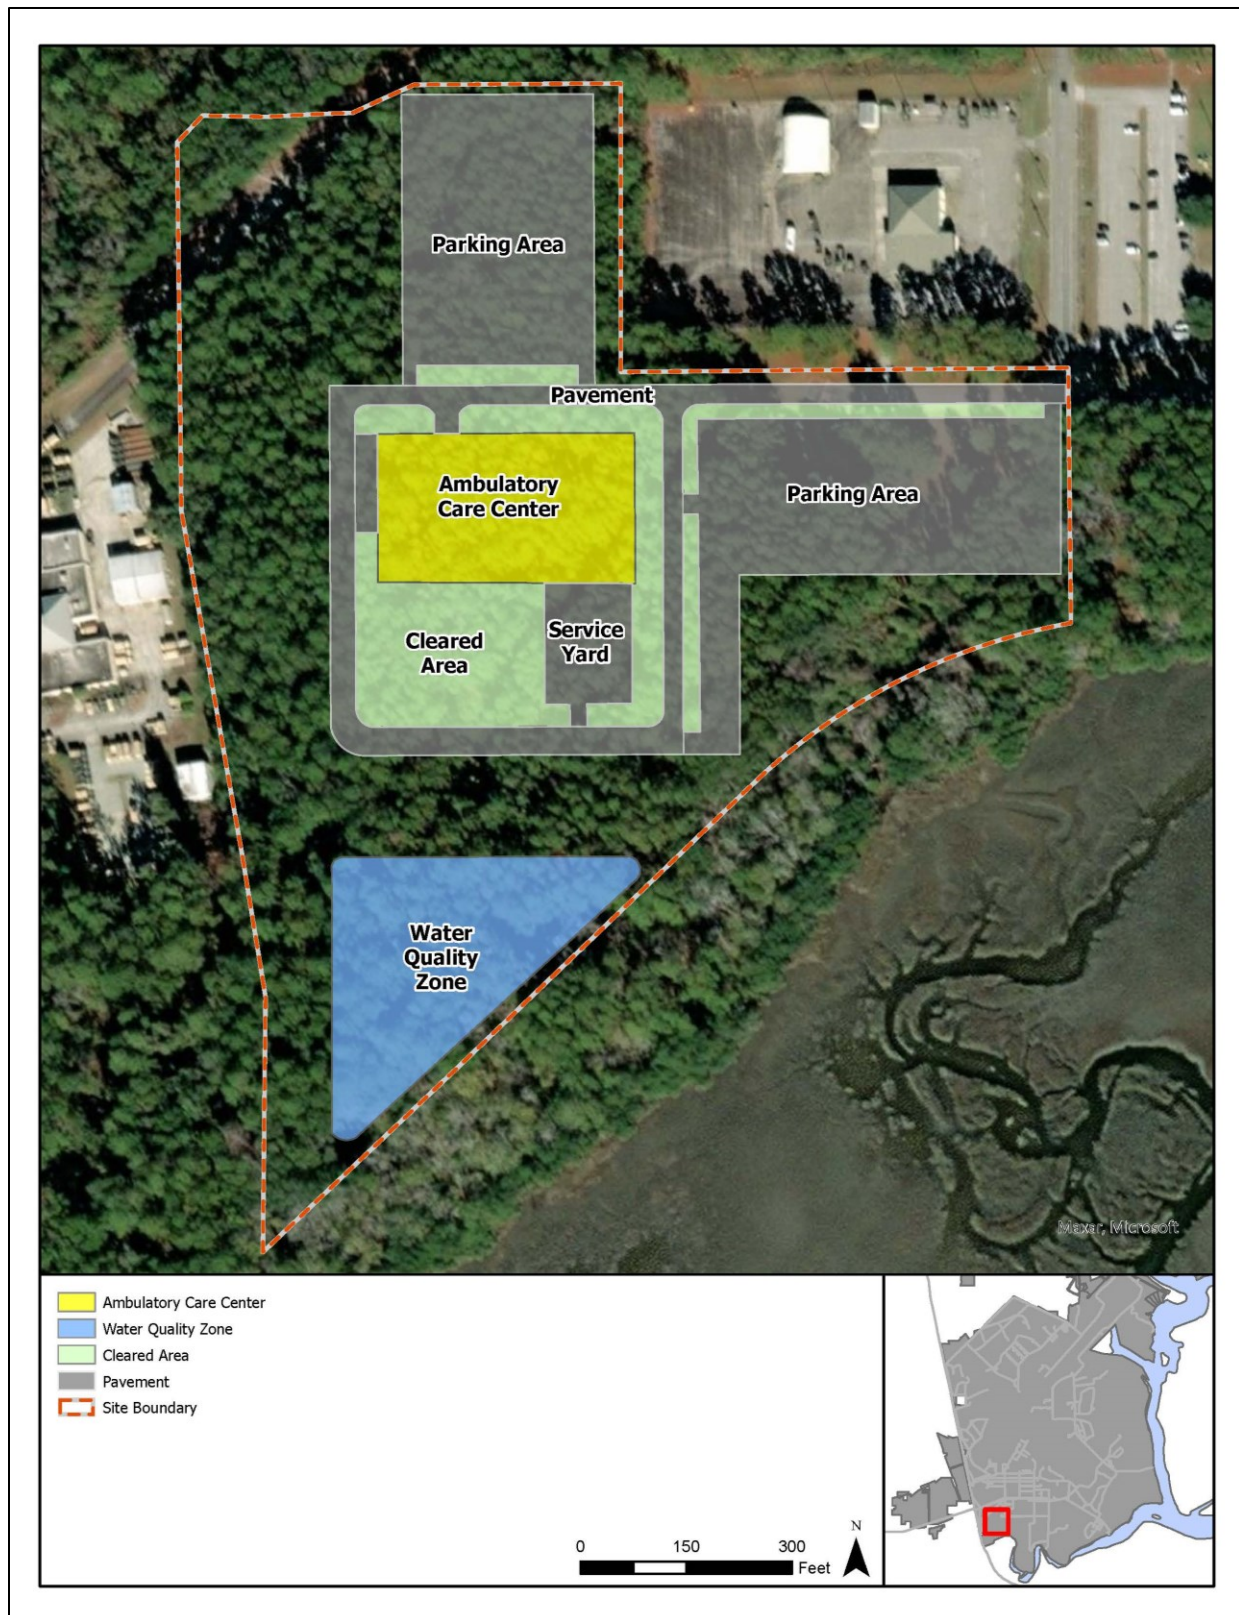 Parking Area
Pavement
Ambulatory
Care Center
Parking Area
Cleared
Area
Service
Yard
Water
Quality
Zone
Maxar, Microsoft
Ambulatory Care Center
Water Quality Zone
Cleared Area
Pavement
Site Boundary
N
0 150 300
Feet